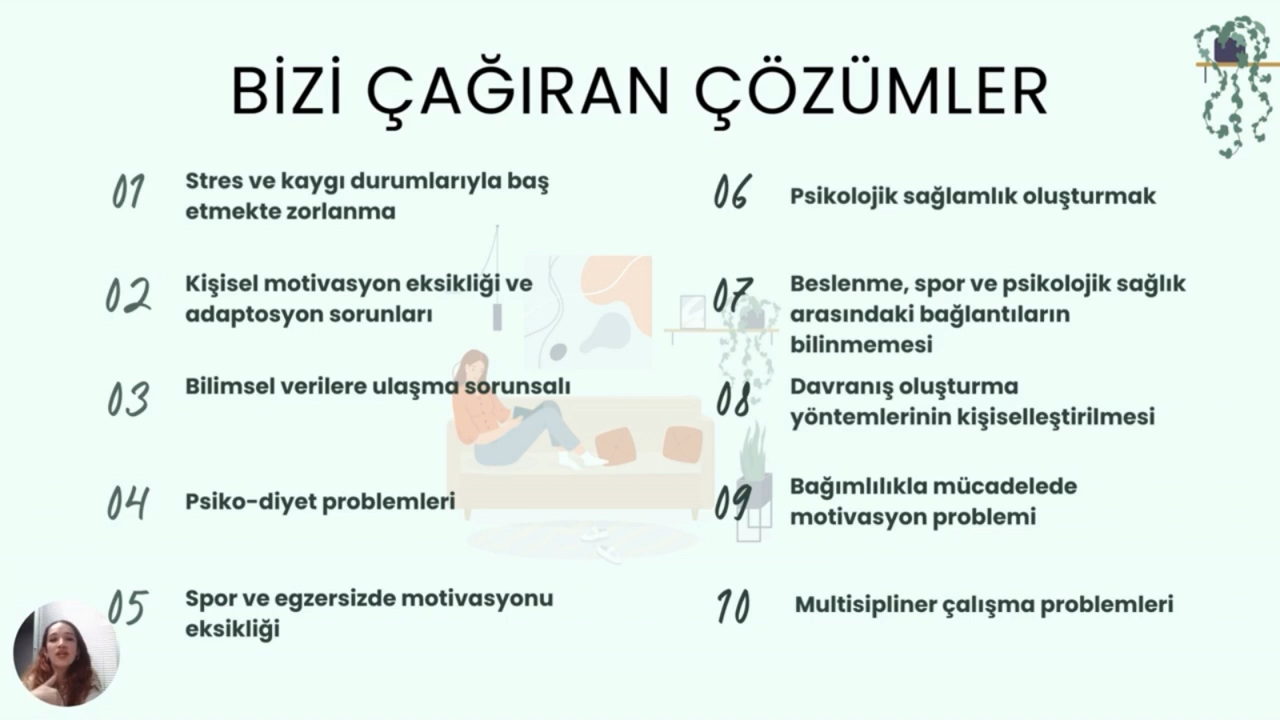 BİZİ ÇAĞIRAN ÇÖZÜMLER
01
Stres ve kaygı durumlarıyla baş
etmekte zorlanma
02
Kişisel motivasyon eksikliği ve
adaptosyon sorunları
03
Bilimsel verilere ulaşma sorunsalı
04
Psiko-diyet problemleri
05
Spor ve egzersizde motivasyonu
eksikliği
06
Psikolojik sağlamlık oluşturmak
07
Beslenme, spor ve psikolojik sağlık
arasındaki bağlantıların
bilinmemesi
08
Davranış oluşturma
yöntemlerinin kişiselleştirilmesi
09
Bağımlılıkla mücadelede
motivasyon problemi
10
Multisipliner çalışma problemleri